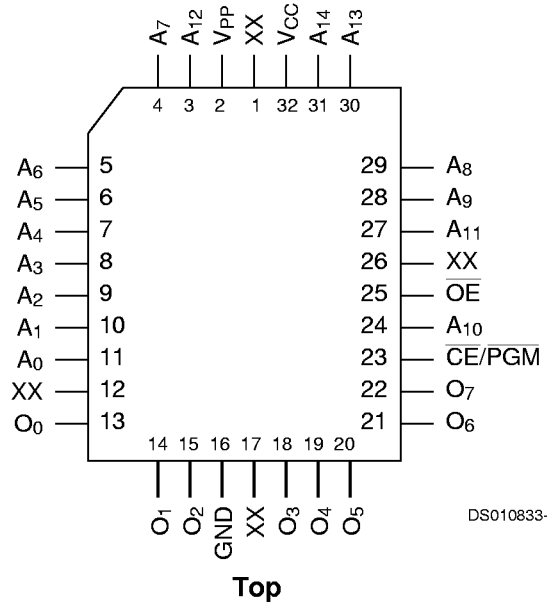 A7 A12 VPP XX VCC A14 A13
4 3 2 1 32 31 30
A6 5 29 A8
A5 6 28 A9
A4 7 27 A11
A3 8 26 XX
A2 9 25 OE
A1 10 24 A10
A0 11 23 CE/PGM
XX 12 22 O7
O0 13 21 O6
14 15 16 17 18 19 20
O1 O2 GND XX O3 O4 O5
DS010833-
Top